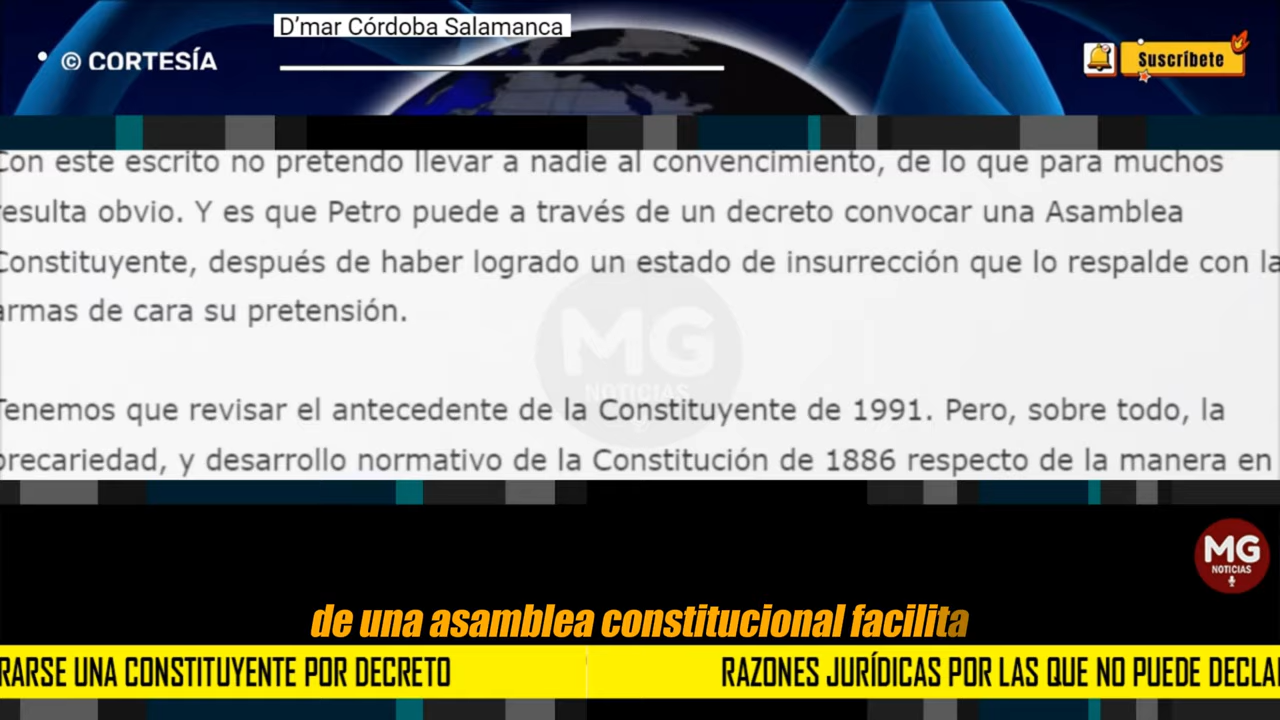 D’mar Córdoba Salamanca
© CORTESÍA
Suscríbete
Con este escrito no pretendo llevar a nadie al convencimiento, de lo que para muchos
resulta obvio. Y es que Petro puede a través de un decreto convocar una Asamblea
Constituyente, después de haber logrado un estado de insurrección que lo respalde con la
armas de cara su pretensión.
MG
NOTICIAS
Tenemos que revisar el antecedente de la Constituyente de 1991. Pero, sobre todo, la
precariedad, y desarrollo normativo de la Constitución de 1886 respecto de la manera en
MG
NOTICIAS
de una asamblea constitucional facilita
RARSE UNA CONSTITUYENTE POR DECRETO
RAZONES JURÍDICAS POR LAS QUE NO PUEDE DECLA